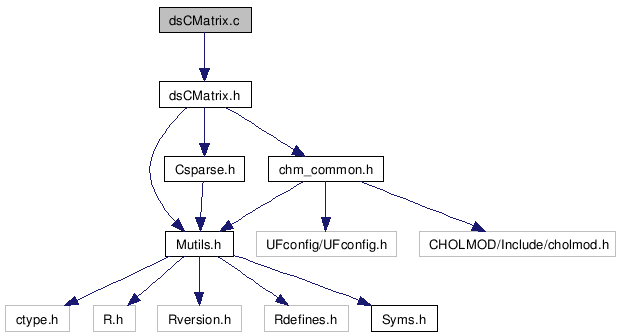 dsCMatrix.c
dsCMatrix.h
Csparse.h
chm_common.h
Mutils.h
UFconfig/UFconfig.h
CHOLMOD/Include/cholmod.h
ctype.h
R.h
Rversion.h
Rdefines.h
Syms.h